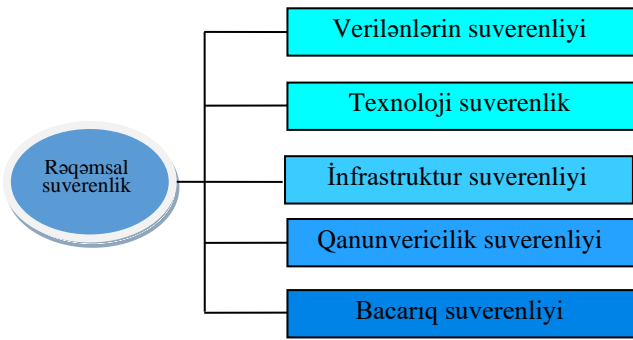 Rəqəmsal
suverenlik
Verilənlərin suverenliyi
Texnoloji suverenlik
İnfrastruktur suverenliyi
Qanunvericilik suverenliyi
Bacarıq suverenliyi